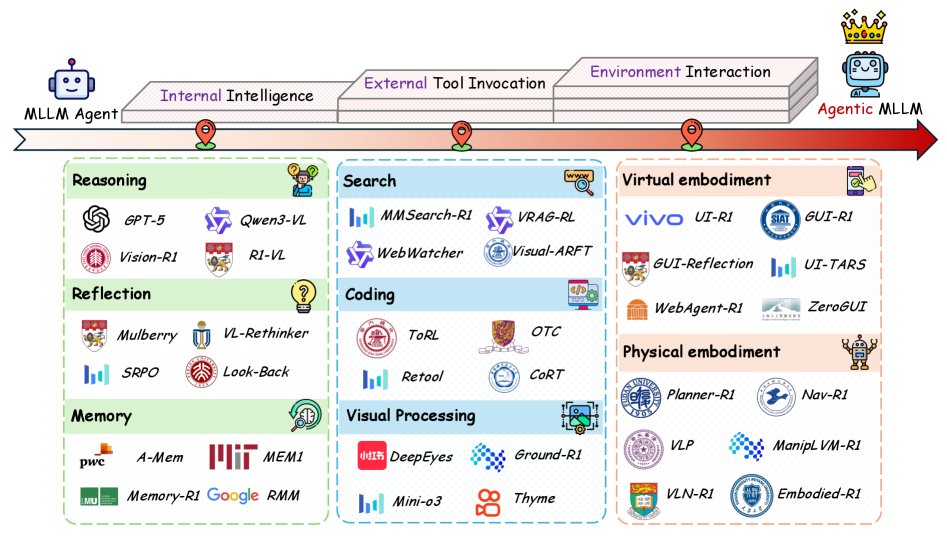 MLLM Agent
Internal Intelligence
External Tool Invocation
Environment Interaction
AI
Agentic MLLM
Reasoning
GPT-5
Qwen3-VL
Vision-R1
R1-VL
Reflection
Mulberry
VL-Rethinker
SRPO
Look-Back
Memory
pwc
A-Mem
MIT
MEM1
LMU
Memory-R1
Google
RMM
Search
WWW
MMSearch-R1
VRAG-RL
WebWatcher
Visual-ARFT
Coding
ToRL
OTC
Retool
CoRT
Visual Processing
小红书
DeepEyes
Ground-R1
Mini-o3
Thyme
Virtual embodiment
vivo
UI-R1
SIAT
GUI-R1
GUI-Reflection
UI-TARS
WebAgent-R1
ZeroGUI
Physical embodiment
Planner-R1
Nav-R1
VLP
ManipLVM-R1
VLN-R1
Embodied-R1